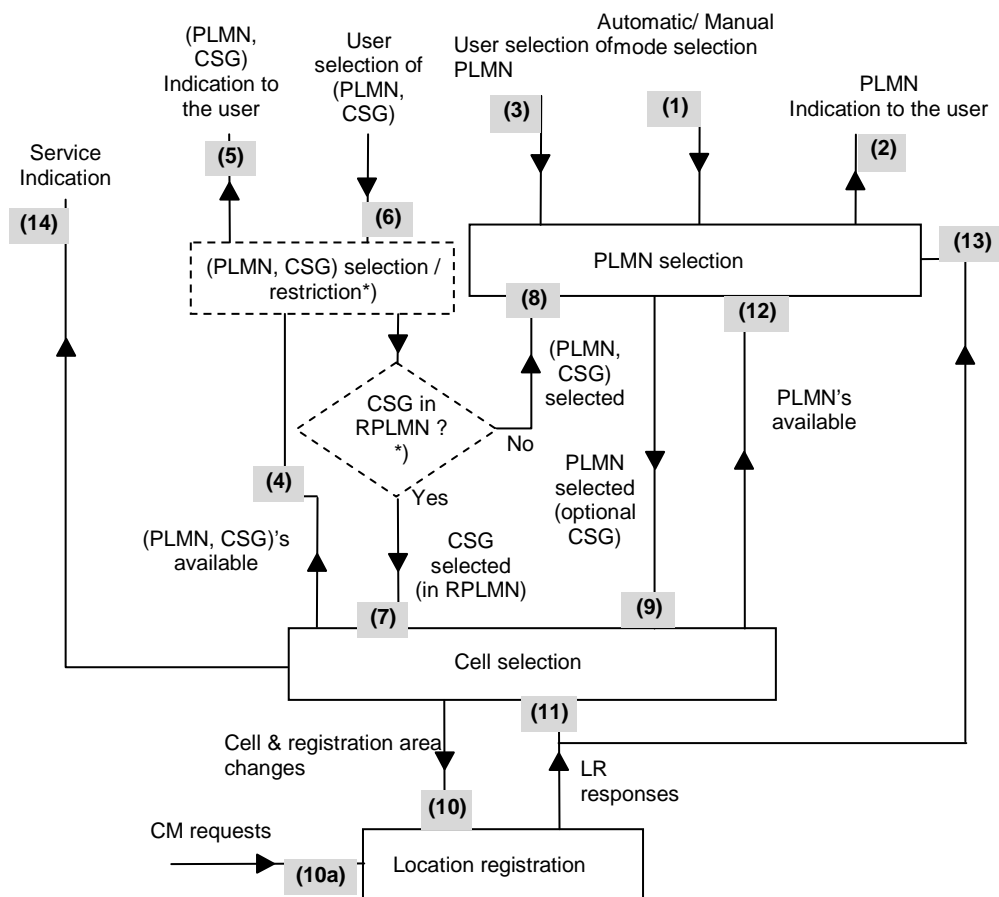 (PLMN,
CSG)
Indication to
the user
User
selection of
(PLMN,
CSG)
User selection of
PLMN
Automatic/ Manual
mode selection
PLMN
Indication to the user
(3)
(1)
(2)
(5)
Service
Indication
(14)
(6)
(13)
(PLMN, CSG) selection /
restriction*)
PLMN selection
(8)
(12)
(PLMN,
CSG)
selected
CSG in
RPLMN ?
*)
No
PLMN's
available
(4)
Yes
PLMN
selected
(optional
CSG)
(PLMN, CSG)’s
available
CSG
selected
(in RPLMN)
(7)
(9)
Cell selection
(11)
Cell & registration area
changes
LR
responses
(10)
CM requests
(10a)
Location registration